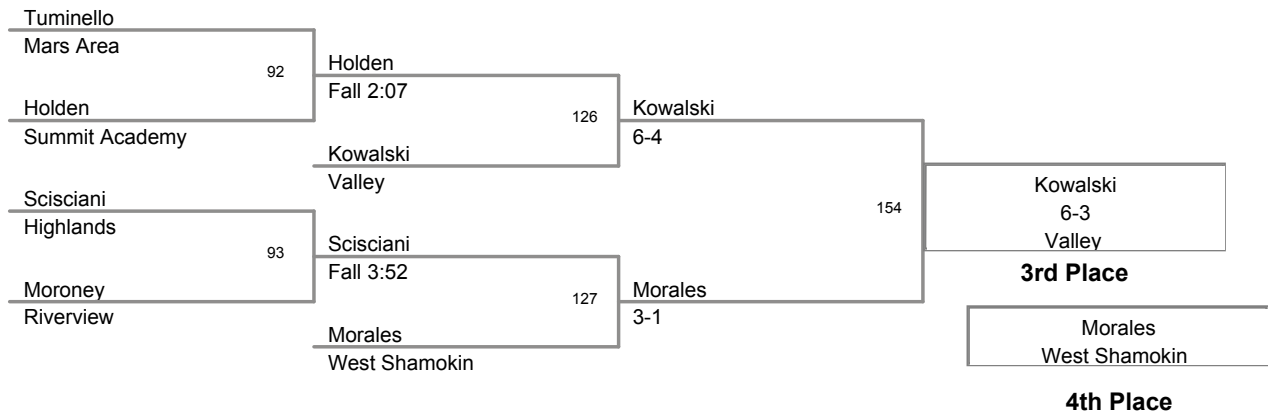 Tuminello
Mars Area
92
Holden
Fall 2:07
Holden
Summit Academy
126
Kowalski
6-4
Kowalski
Valley
Scisciani
Highlands
154
Kowalski
6-3
Valley
93
Scisciani
Fall 3:52
3rd Place
Moroney
Riverview
127
Morales
3-1
Morales
West Shamokin
Morales
West Shamokin
4th Place